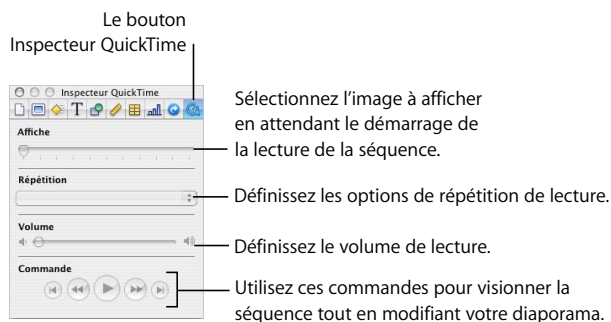 Le bouton
Inspecteur QuickTime
Inspecteur QuickTime
Affiche
Sélectionnez l'image à afficher
en attendant le démarrage de
la lecture de la séquence.
Répétition
Définissez les options de répétition de lecture.
Volume
Définissez le volume de lecture.
Commande
Utilisez ces commandes pour visionner la
séquence tout en modifiant votre diaporama.